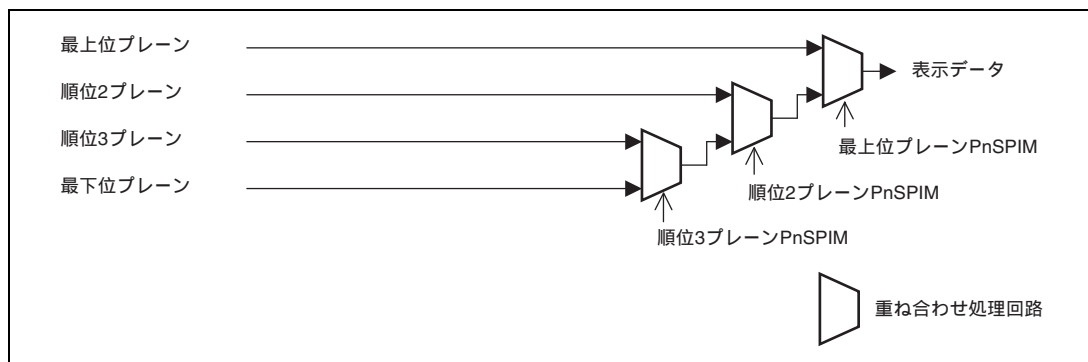 最上位プレーン
順位2プレーン
順位3プレーン
最下位プレーン
表示データ
最上位プレーンPnSPIM
順位2プレーンPnSPIM
順位3プレーンPnSPIM
重ね合わせ処理回路